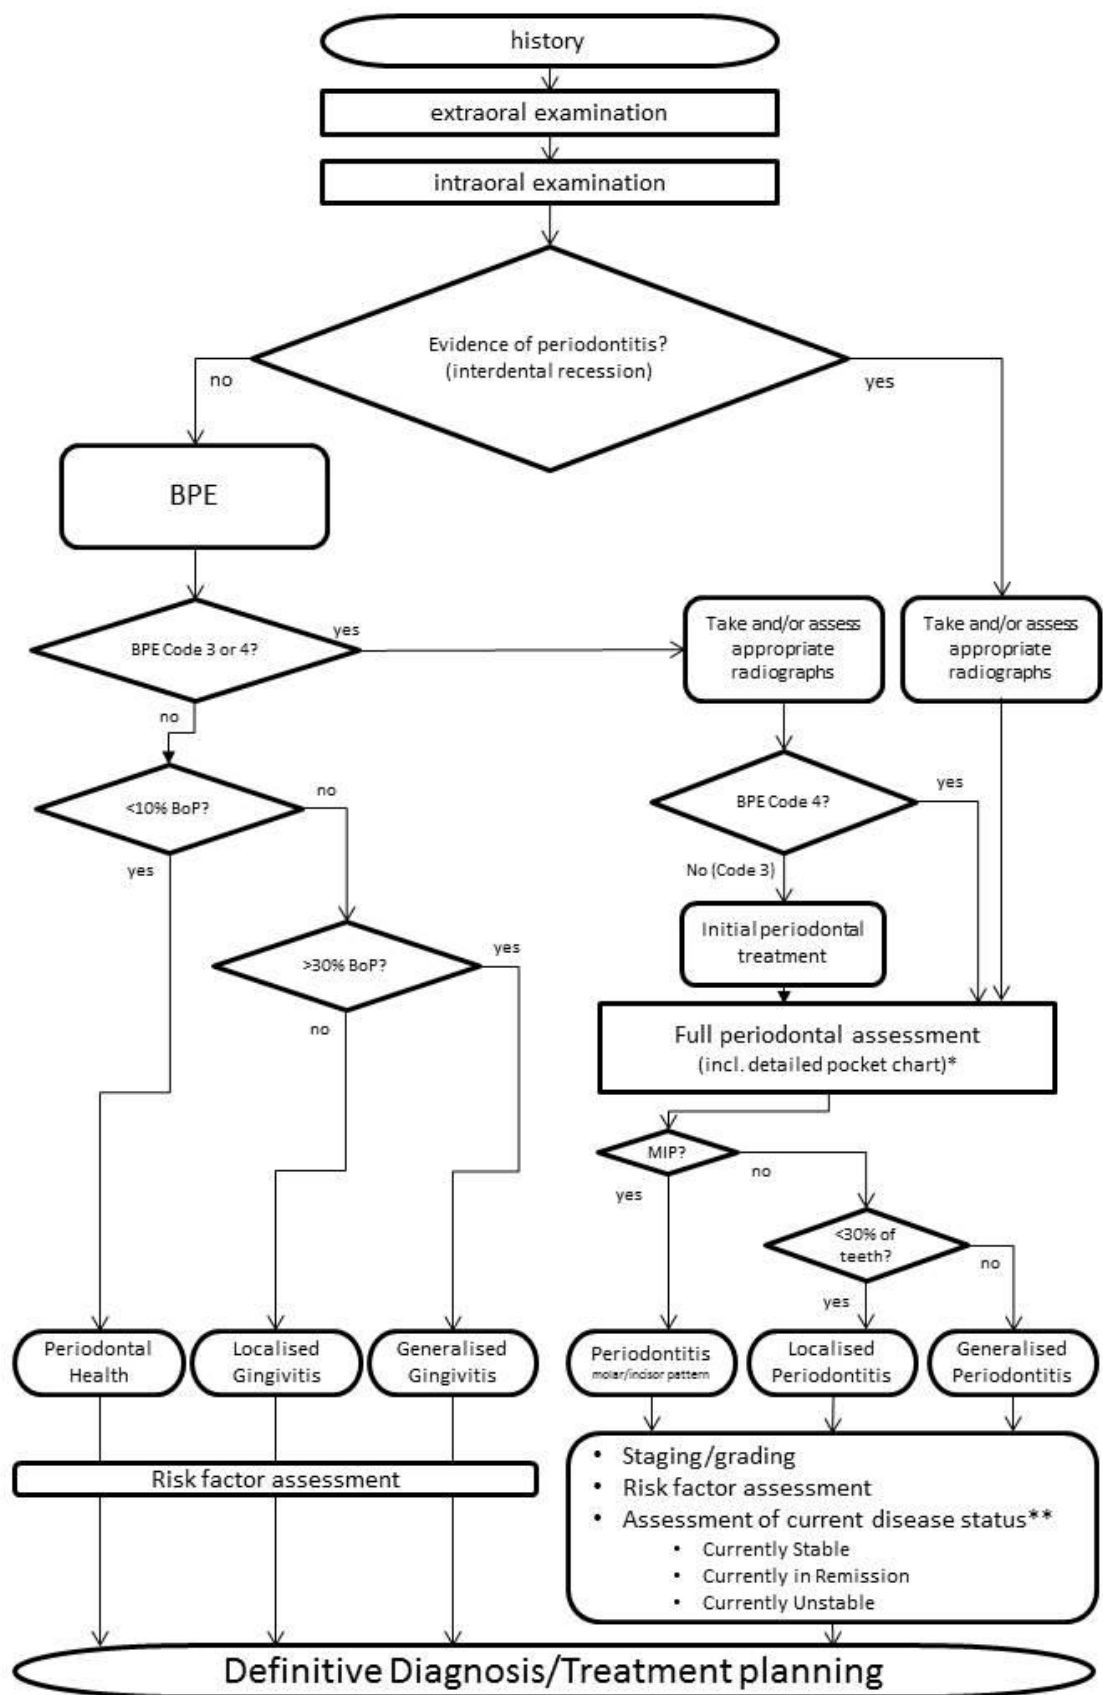 history
extraoral examination
intraoral examination
Evidence of periodontitis?
(interdental recession)
no
yes
BPE
BPE Code 3 or 4?
yes
no
Take and/or assess
appropriate
radiographs
Take and/or assess
appropriate
radiographs
<10% BoP?
no
yes
BPE Code 4?
yes
No (Code 3)
Initial periodontal
treatment
>30% BoP?
yes
no
Full periodontal assessment
(incl. detailed pocket chart)*
MIP?
yes
no
<30% of
teeth?
yes
no
Periodontal
Health
Localised
Gingivitis
Generalised
Gingivitis
Periodontitis
molar/incisor pattern
Localised
Periodontitis
Generalised
Periodontitis
Risk factor assessment
• Staging/grading
• Risk factor assessment
• Assessment of current disease status**
• Currently Stable
• Currently in Remission
• Currently Unstable
Definitive Diagnosis/Treatment planning